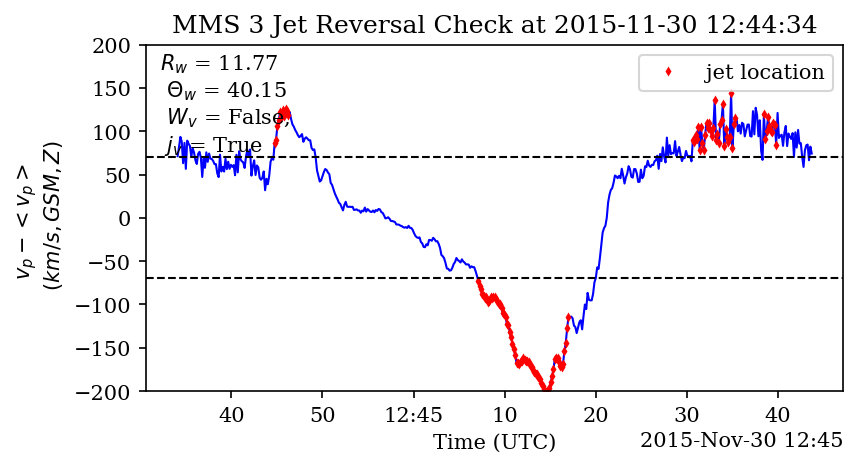 MMS 3 Jet Reversal Check at 2015-11-30 12:44:34
200
150
100
50
0
−50
−100
−150
−200
v_p − < v_p >
(km/s, GSM, Z)
R_w = 11.77
Θ_w = 40.15
W_v = False,
j_v = True
jet location
40 50 12:45 10 20 30 40
Time (UTC)
2015-Nov-30 12:45